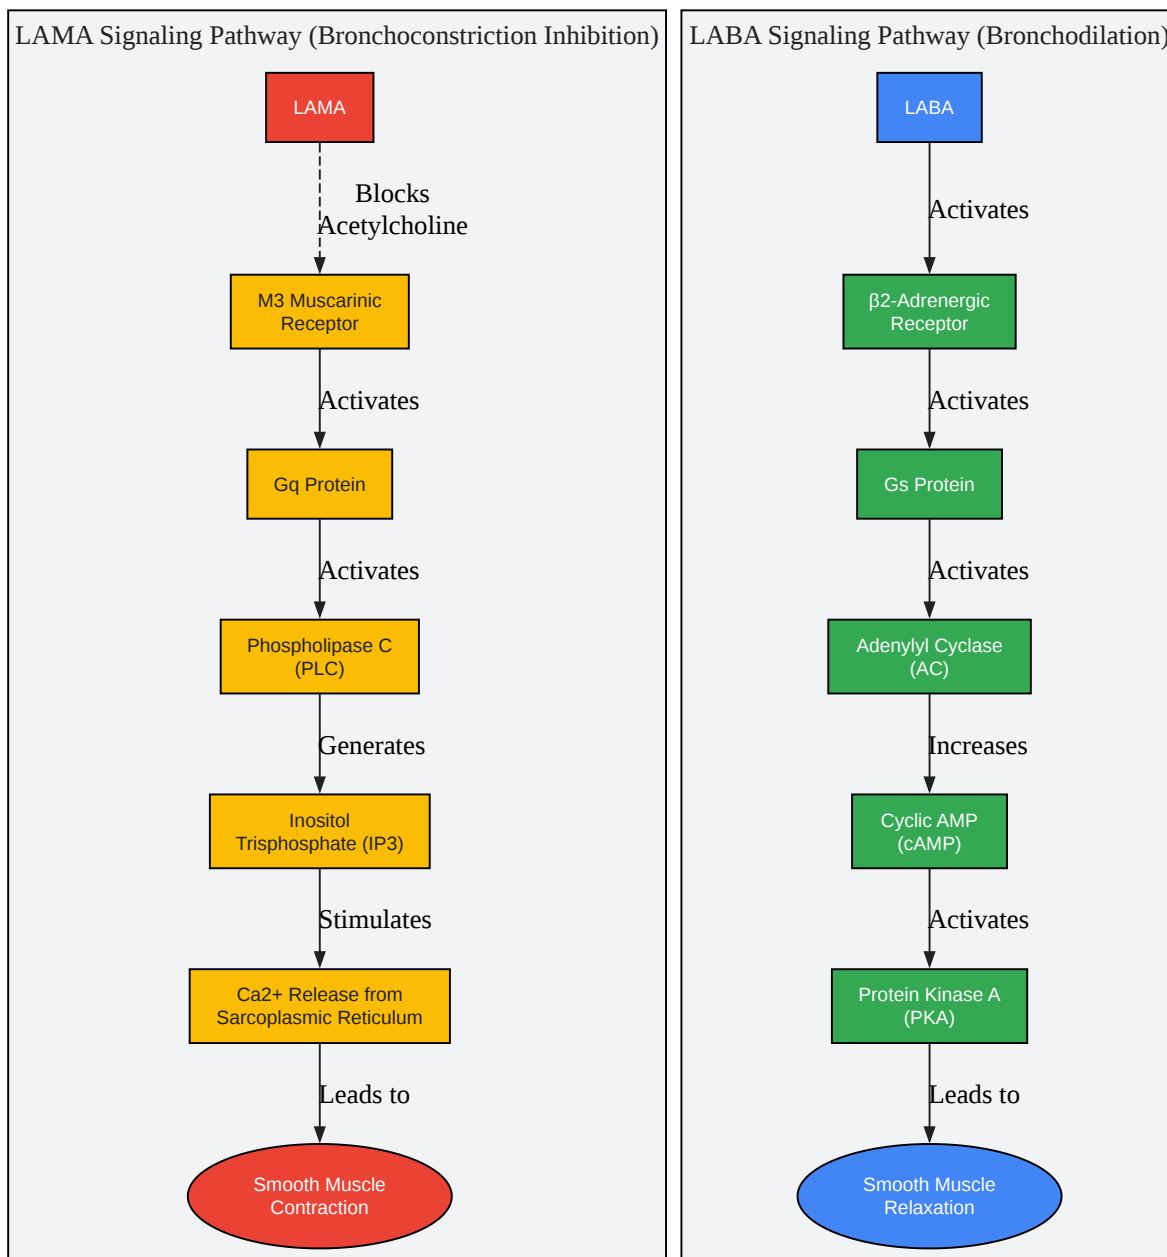 LAMA Signaling Pathway (Bronchoconstriction Inhibition)
LAMA
Blocks
Acetylcholine
M3 Muscarinic
Receptor
Activates
Gq Protein
Activates
Phospholipase C
(PLC)
Generates
Inositol
Trisphosphate (IP3)
Stimulates
Ca2+ Release from
Sarcoplasmic Reticulum
Leads to
Smooth Muscle
Contraction
LABA Signaling Pathway (Bronchodilation)
LABA
Activates
β2-Adrenergic
Receptor
Activates
Gs Protein
Activates
Adenylyl Cyclase
(AC)
Increases
Cyclic AMP
(cAMP)
Activates
Protein Kinase A
(PKA)
Leads to
Smooth Muscle
Relaxation